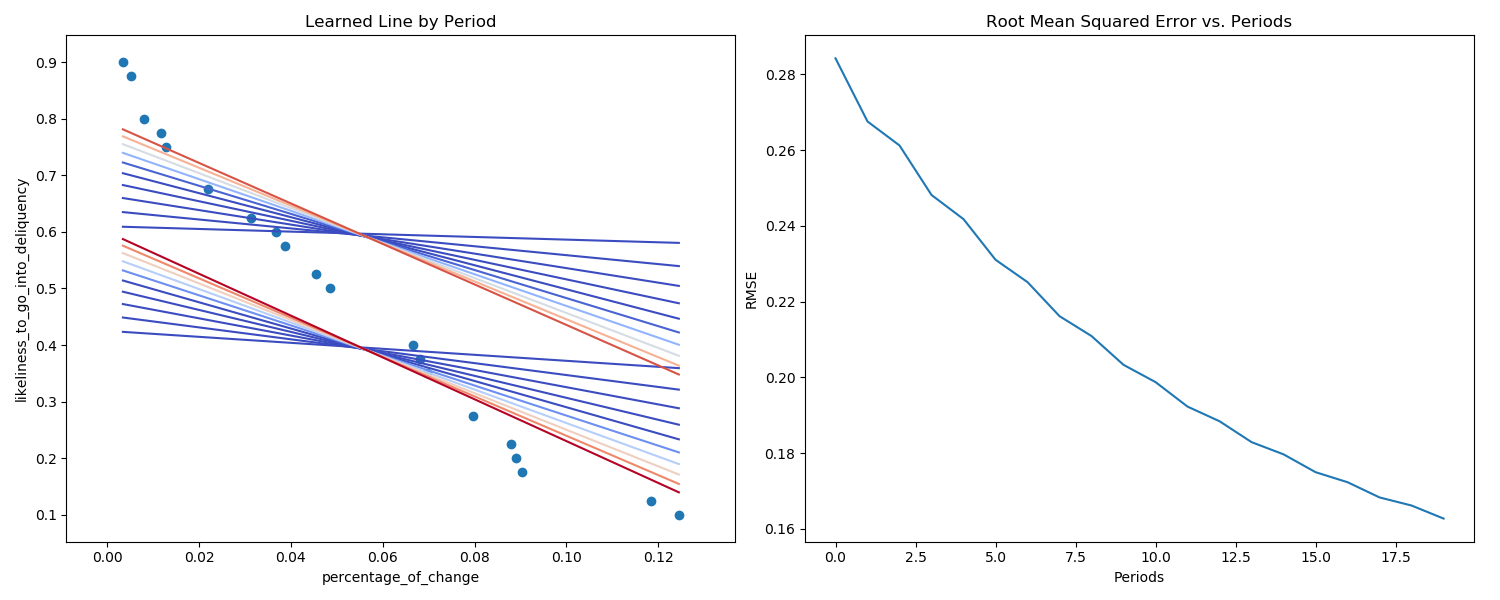 Learned Line by Period
likeliness_to_go_into_deliquency
0.9
0.8
0.7
0.6
0.5
0.4
0.3
0.2
0.1
0.00 0.02 0.04 0.06 0.08 0.10 0.12
percentage_of_change
Root Mean Squared Error vs. Periods
RMSE
0.28
0.26
0.24
0.22
0.20
0.18
0.16
0.0 2.5 5.0 7.5 10.0 12.5 15.0 17.5
Periods